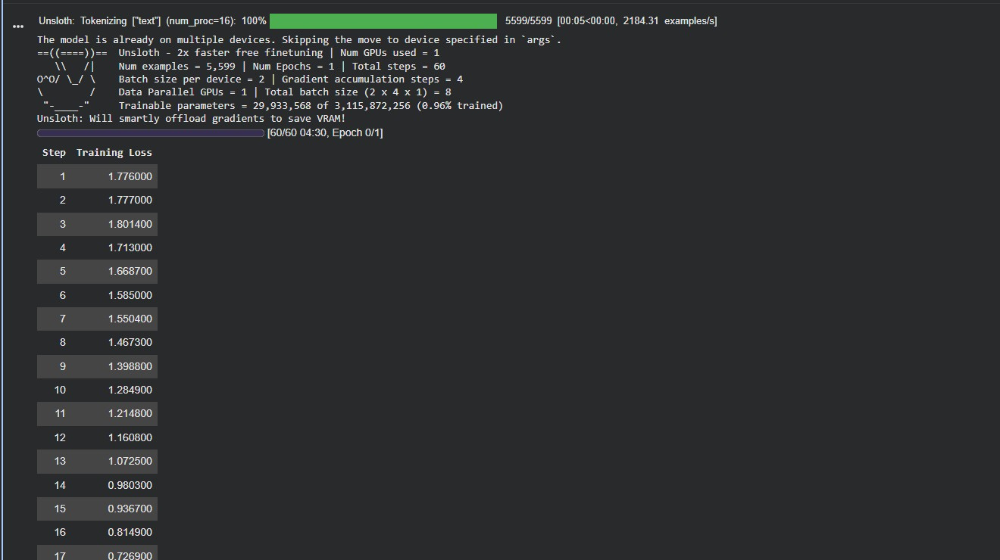 Unsloth: Tokenizing ["text"] (num_proc=16): 100% 5599/5599 [00:05<00:00, 2184.31 examples/s]
The model is already on multiple devices. Skipping the move to device specified in `args`.
==((====))==  Unsloth - 2x faster free finetuning | Num GPUs used = 1
   \\   /|    Num examples = 5,599 | Num Epochs = 1 | Total steps = 60
O^O/ \_/ \    Batch size per device = 2 | Gradient accumulation steps = 4
\        /    Data Parallel GPUs = 1 | Total batch size (2 x 4 x 1) = 8
 "-____-"     Trainable parameters = 29,933,568 of 3,115,872,256 (0.96% trained)
Unsloth: Will smartly offload gradients to save VRAM!
[60/60 04:30, Epoch 0/1]
Step Training Loss
1 1.776000
2 1.777000
3 1.801400
4 1.713000
5 1.668700
6 1.585000
7 1.550400
8 1.467300
9 1.398800
10 1.284900
11 1.214800
12 1.160800
13 1.072500
14 0.980300
15 0.936700
16 0.814900
17 0.726900